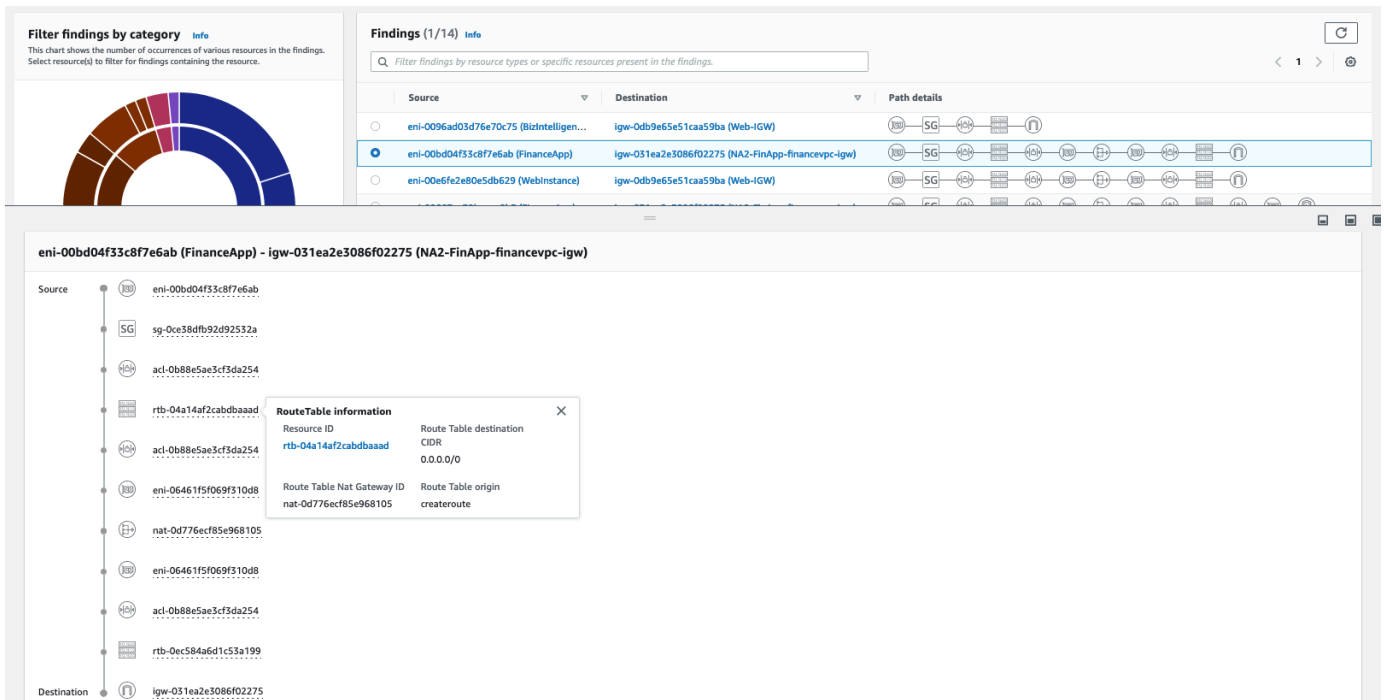 Filter findings by category Info
This chart shows the number of occurrences of various resources in the findings.
Select resource(s) to filter for findings containing the resource.
Findings (1/14) Info
Filter findings by resource types or specific resources present in the findings.
1
Source Destination Path details
eni-0096ad03d76e70c75 (BizIntelligen... igw-0db9e65e51caa59ba (Web-IGW)
SG
eni-00bd04f33c8f7e6ab (FinanceApp) igw-031ea2e3086f02275 (NA2-FinApp-financevpc-igw)
SG
eni-00e6fe2e80e5db629 (WebInstance) igw-0db9e65e51caa59ba (Web-IGW)
SG
eni-00bd04f33c8f7e6ab (FinanceApp) - igw-031ea2e3086f02275 (NA2-FinApp-financevpc-igw)
Source eni-00bd04f33c8f7e6ab
SG sg-0ce38dfb92d92532a
acl-0b88e5ae3cf3da254
rtb-04a14af2cabdbaaad
RouteTable information
Resource ID
rtb-04a14af2cabdbaaad
Route Table destination
CIDR
0.0.0.0/0
Route Table Nat Gateway ID
nat-0d776ecf85e968105
Route Table origin
createroute
acl-0b88e5ae3cf3da254
eni-06461f5f069f310d8
nat-0d776ecf85e968105
eni-06461f5f069f310d8
acl-0b88e5ae3cf3da254
rtb-0ec584a6d1c53a199
Destination igw-031ea2e3086f02275